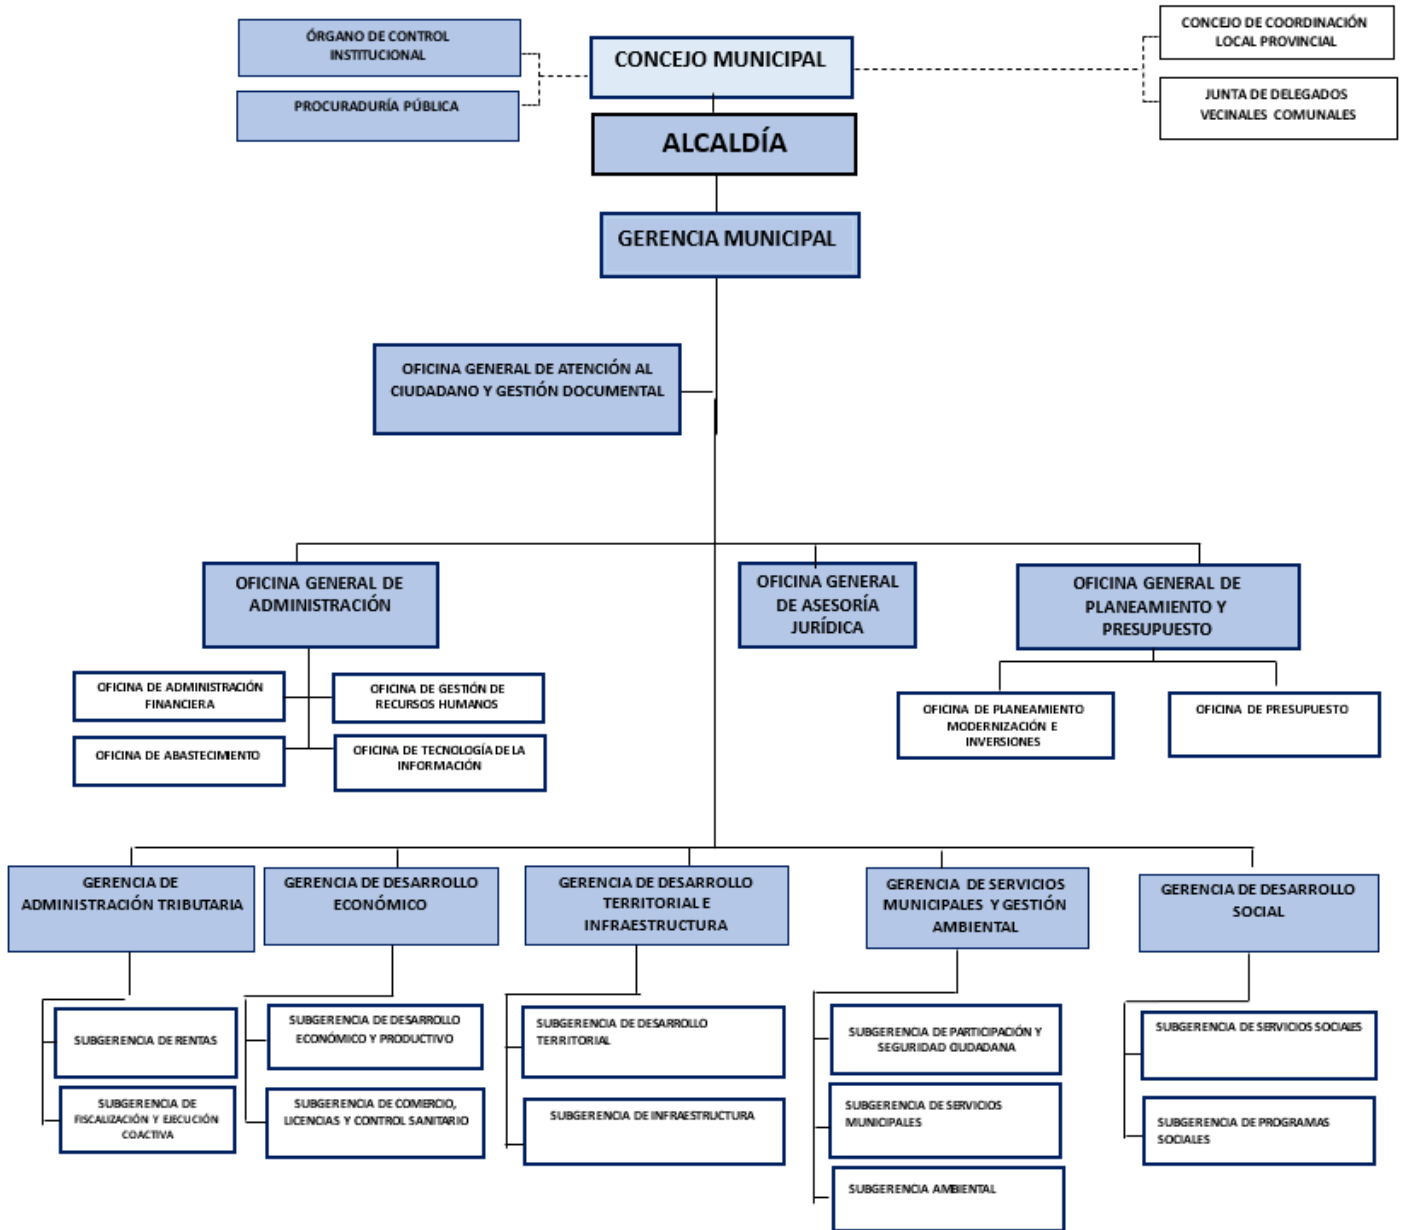 ÓRGANO DE CONTROL
INSTITUCIONAL
PROCURADURÍA PÚBLICA
CONCEJO MUNICIPAL
CONCEJO DE COORDINACIÓN
LOCAL PROVINCIAL
JUNTA DE DELEGADOS
VECINALES COMUNALES
ALCALDÍA
GERENCIA MUNICIPAL
OFICINA GENERAL DE ATENCIÓN AL
CIUDADANO Y GESTIÓN DOCUMENTAL
OFICINA GENERAL DE
ADMINISTRACIÓN
OFICINA GENERAL
DE ASESORÍA
JURÍDICA
OFICINA GENERAL DE
PLANEAMIENTO Y
PRESUPUESTO
OFICINA DE ADMINISTRACIÓN
FINANCIERA
OFICINA DE GESTIÓN DE
RECURSOS HUMANOS
OFICINA DE ABASTECIMIENTO
OFICINA DE TECNOLOGÍA DE LA
INFORMACIÓN
OFICINA DE PLANEAMIENTO
MODERNIZACIÓN E
INVERSIONES
OFICINA DE PRESUPUESTO
GERENCIA DE
ADMINISTRACIÓN TRIBUTARIA
GERENCIA DE DESARROLLO
ECONÓMICO
GERENCIA DE DESARROLLO
TERRITORIAL E
INFRAESTRUCTURA
GERENCIA DE SERVICIOS
MUNICIPALES Y GESTIÓN
AMBIENTAL
GERENCIA DE DESARROLLO
SOCIAL
SUBGERENCIA DE RENTAS
SUBGERENCIA DE
FISCALIZACIÓN Y EJECUCIÓN
COACTIVA
SUBGERENCIA DE DESARROLLO
ECONÓMICO Y PRODUCTIVO
SUBGERENCIA DE COMERCIO,
LICENCIAS Y CONTROL SANITARIO
SUBGERENCIA DE DESARROLLO
TERRITORIAL
SUBGERENCIA DE INFRAESTRUCTURA
SUBGERENCIA DE PARTICIPACIÓN Y
SEGURIDAD CIUDADANA
SUBGERENCIA DE SERVICIOS
MUNICIPALES
SUBGERENCIA AMBIENTAL
SUBGERENCIA DE SERVICIOS SOCIALES
SUBGERENCIA DE PROGRAMAS
SOCIALES